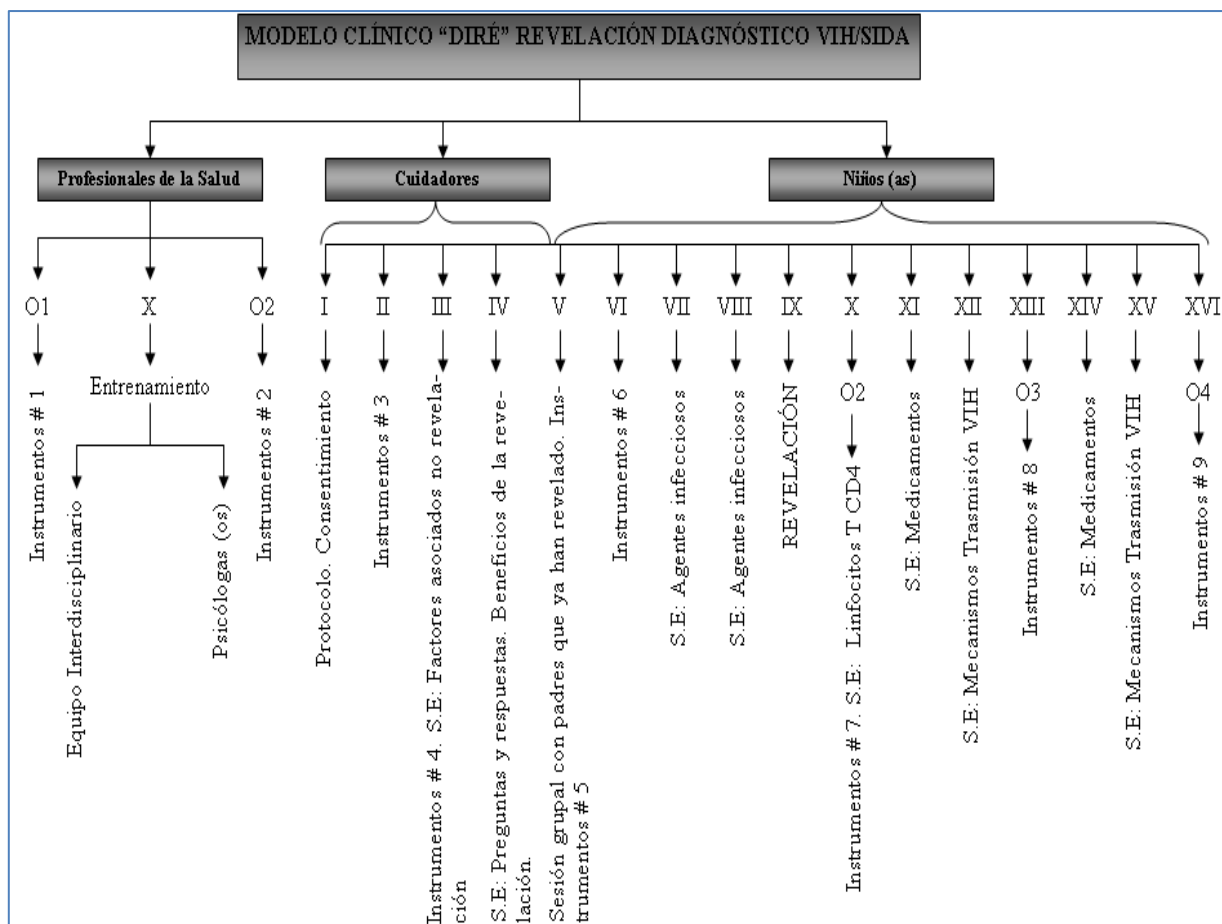 MODELO CLÍNICO “DIRÉ” REVELACIÓN DIAGNÓSTICO VIH/SIDA
Profesionales de la Salud
Cuidadores
Niños (as)
O1
X
O2
I
II
III
IV
V
VI
VII
VIII
IX
X
XI
XII
XIII
XIV
XV
XVI
Instrumentos # 1
Entrenamiento
Equipo Interdisciplinario
Psicólogas (os)
Instrumentos # 2
Protocolo. Consentimiento
Instrumentos # 3
Instrumentos # 4. S.E: Factores asociados no revela-
ción
S.E: Preguntas y respuestas. Beneficios de la reve-
lación.
Sesión grupal con padres que ya han revelado. Ins-
trumentos # 5
Instrumentos # 6
S.E: Agentes infecciosos
S.E: Agentes infecciosos
REVELACIÓN
O2
Instrumentos # 7. S.E: Linfocitos T CD4
S.E: Medicamentos
S.E: Mecanismos Trasmisión VIH
O3
Instrumentos # 8
S.E: Medicamentos
S.E: Mecanismos Trasmisión VIH
O4
Instrumentos # 9